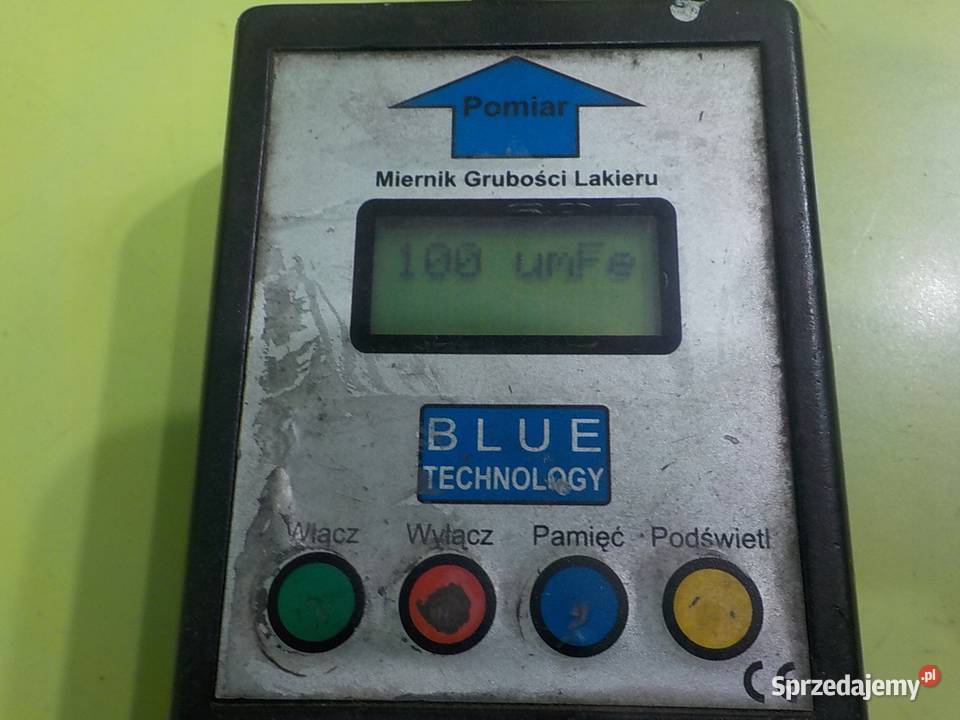 Pomiar
Miernik Grubości Lakieru
100 umFe
BLUE
TECHNOLOGY
Włącz Wyłącz Pamięć Podświetl
CE
Sprzedajemy.pl